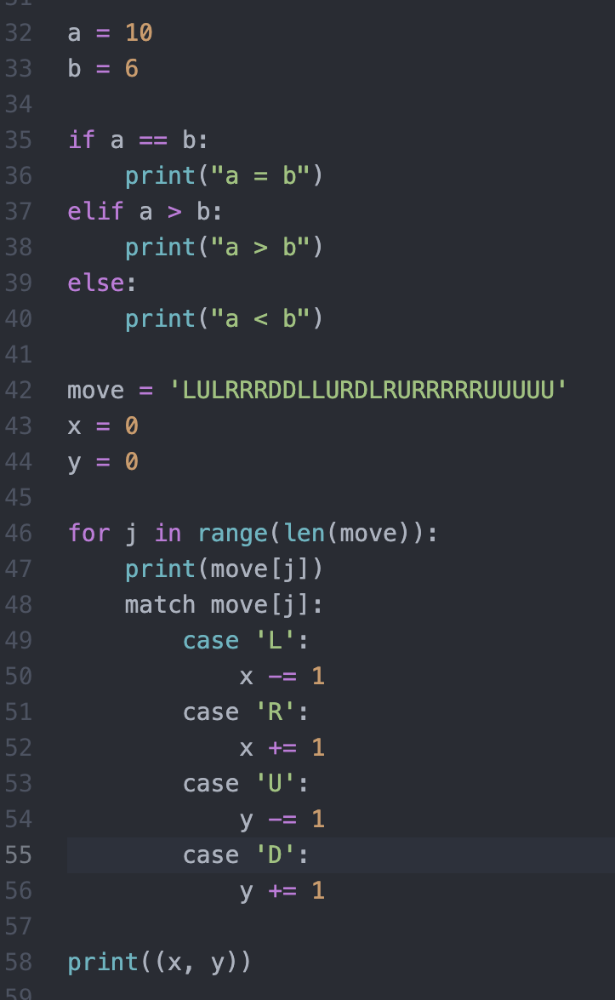 31
32 a = 10
33 b = 6
34
35 if a == b:
36     print("a = b")
37 elif a > b:
38     print("a > b")
39 else:
40     print("a < b")
41
42 move = 'LULRRRDDLLURDLRURRRRRUUUUU'
43 x = 0
44 y = 0
45
46 for j in range(len(move)):
47     print(move[j])
48     match move[j]:
49         case 'L':
50             x -= 1
51         case 'R':
52             x += 1
53         case 'U':
54             y -= 1
55         case 'D':
56             y += 1
57
58 print((x, y))
59